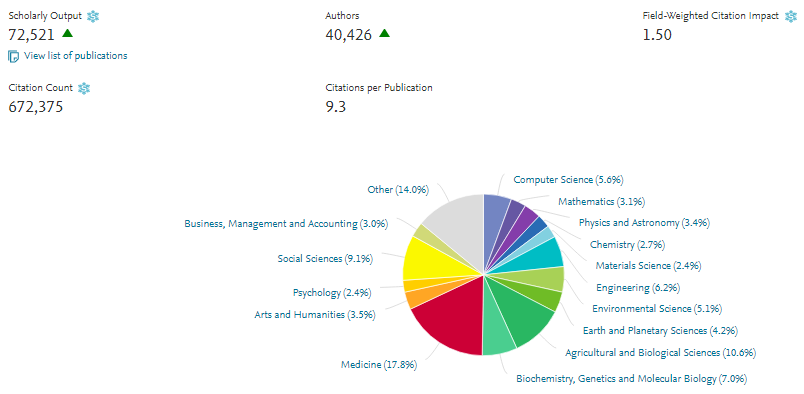 Scholarly Output
72,521
View list of publications
Authors
40,426
Field-Weighted Citation Impact
1.50
Citation Count
672,375
Citations per Publication
9.3
Computer Science (5.6%)
Mathematics (3.1%)
Physics and Astronomy (3.4%)
Chemistry (2.7%)
Materials Science (2.4%)
Engineering (6.2%)
Environmental Science (5.1%)
Earth and Planetary Sciences (4.2%)
Agricultural and Biological Sciences (10.6%)
Biochemistry, Genetics and Molecular Biology (7.0%)
Medicine (17.8%)
Arts and Humanities (3.5%)
Psychology (2.4%)
Social Sciences (9.1%)
Business, Management and Accounting (3.0%)
Other (14.0%)